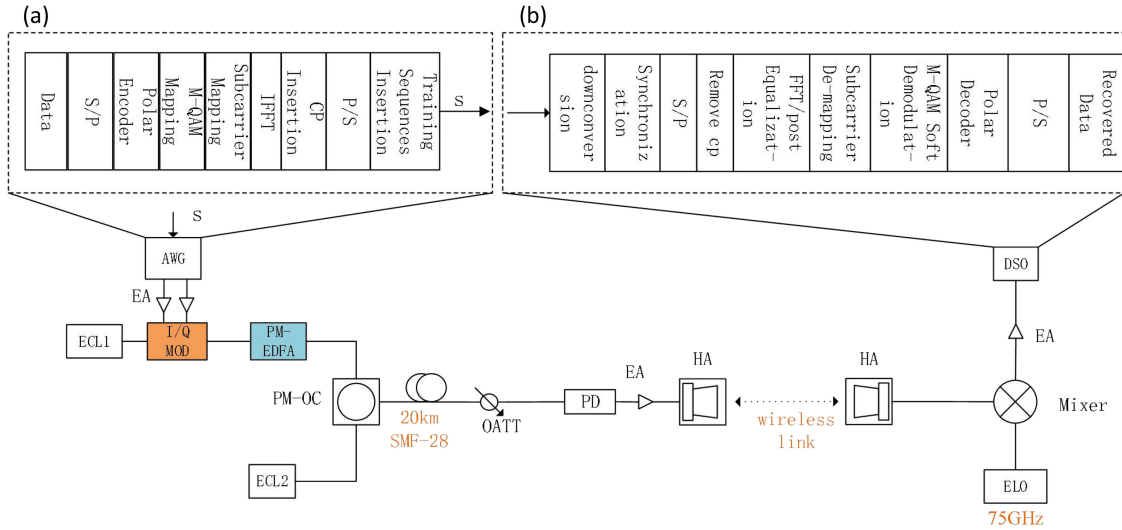 (a)
(b)
Data
S/P
Polar
Encoder
M-QAM
Mapping
Subcarrier
Mapping
IFFT
CP
Insertion
P/S
Training
Sequences
Insertion
s
downconver
sion
Synchroniz
ation
S/P
Remove cp
FFT/post
Equalizat-
ion
Subcarrier
De-mapping
M-QAM Soft
Demodulat-
ion
Polar
Decoder
P/S
Recovered
Data
s
AWG
DSO
EA
EA
ECL1
I/Q
MOD
PM-
EDFA
PM-OC
20km
SMF-28
OATT
PD
EA
HA
wireless
link
HA
Mixer
ECL2
ELO
75GHz